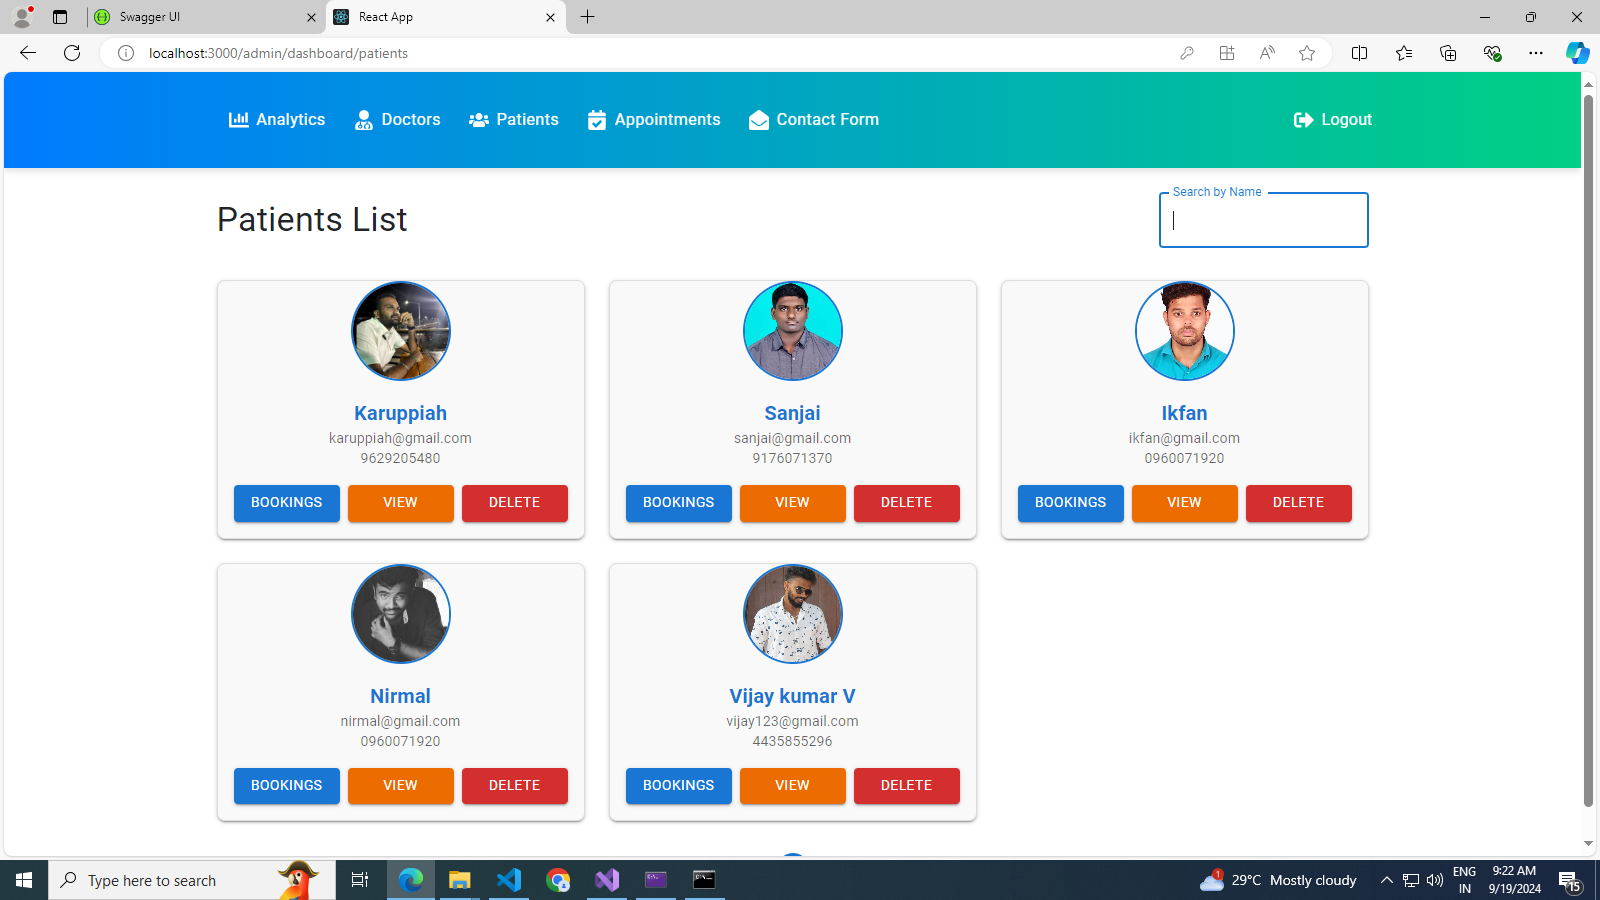 Swagger UI
React App
localhost:3000/admin/dashboard/patients
Analytics Doctors Patients Appointments Contact Form Logout
Search by Name
Patients List
Karuppiah
karuppiah@gmail.com
9629205480
BOOKINGS VIEW DELETE
Sanjai
sanjai@gmail.com
9176071370
BOOKINGS VIEW DELETE
Ikfan
ikfan@gmail.com
0960071920
BOOKINGS VIEW DELETE
Nirmal
nirmal@gmail.com
0960071920
BOOKINGS VIEW DELETE
Vijay kumar V
vijay123@gmail.com
4435855296
BOOKINGS VIEW DELETE
Type here to search
1
29°C Mostly cloudy
ENG
IN
9:22 AM
9/19/2024
15